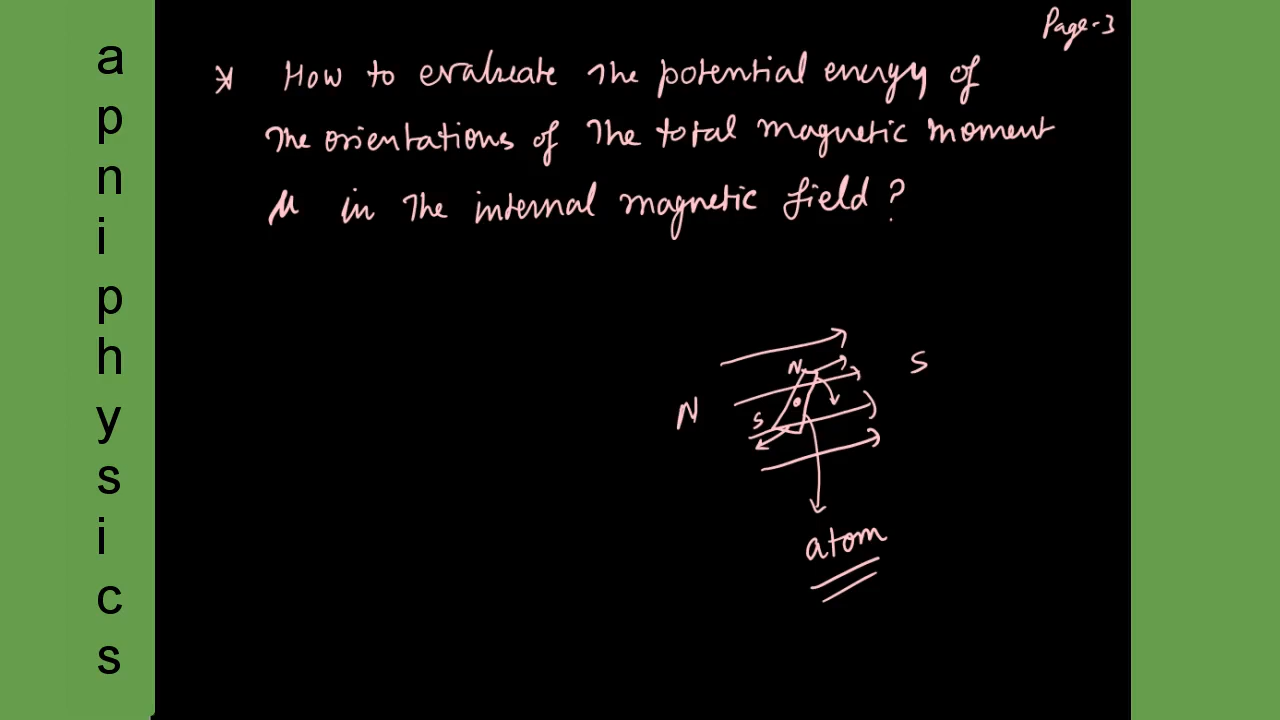 Page-3
* How to evaluate the potential energy of
the orientations of the total magnetic moment
μ in the internal magnetic field ?
N
S
N
S
atom
a
p
n
i
p
h
y
s
i
c
s